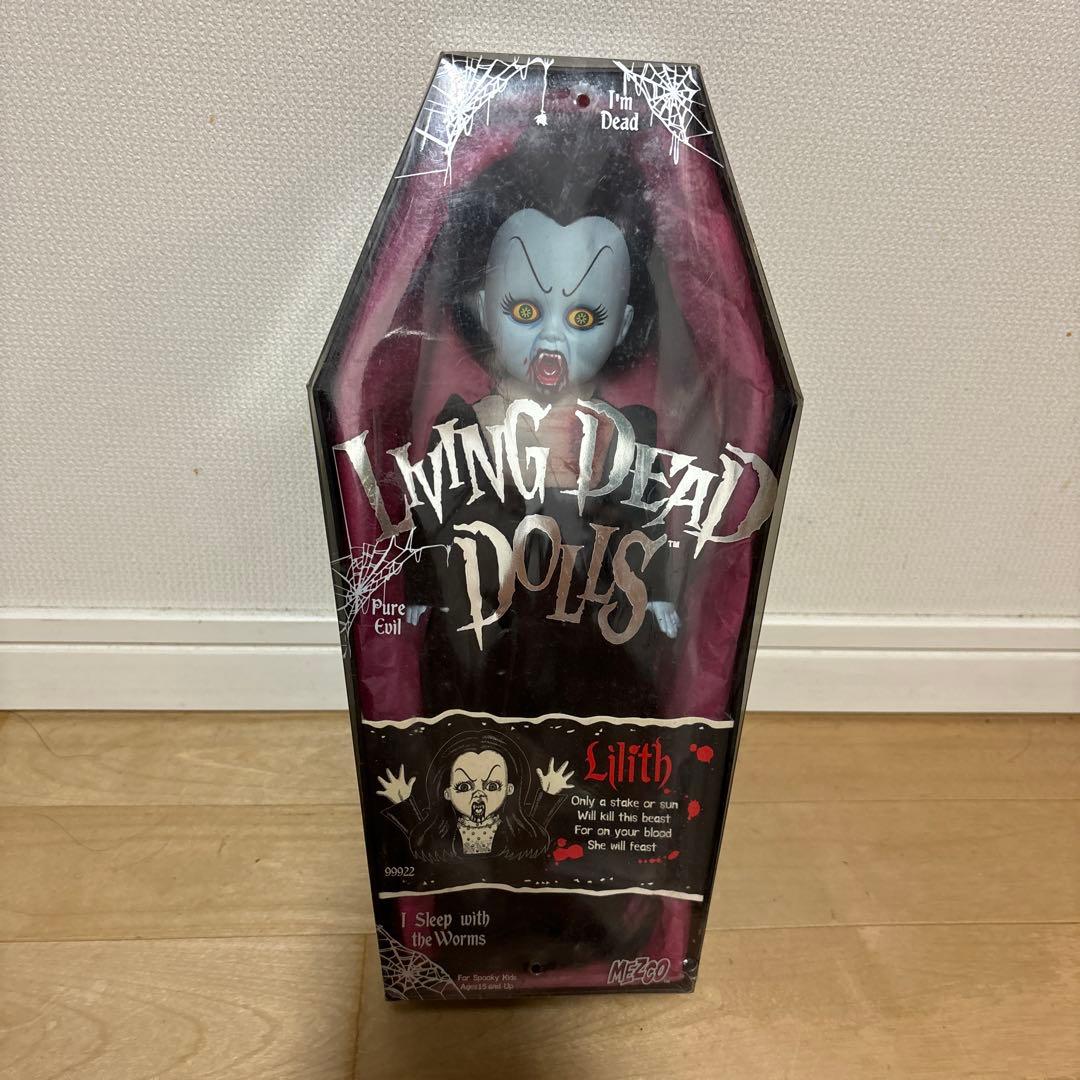 I'm
Dead
LIVING DEAD
DOLLS™
Pure
Evil
Lilith
Only a stake or sun
Will kill this beast
For on your blood
She will feast
99922
I Sleep with
the Worms
For Spooky Kids
Ages 15 and Up
MEZCO